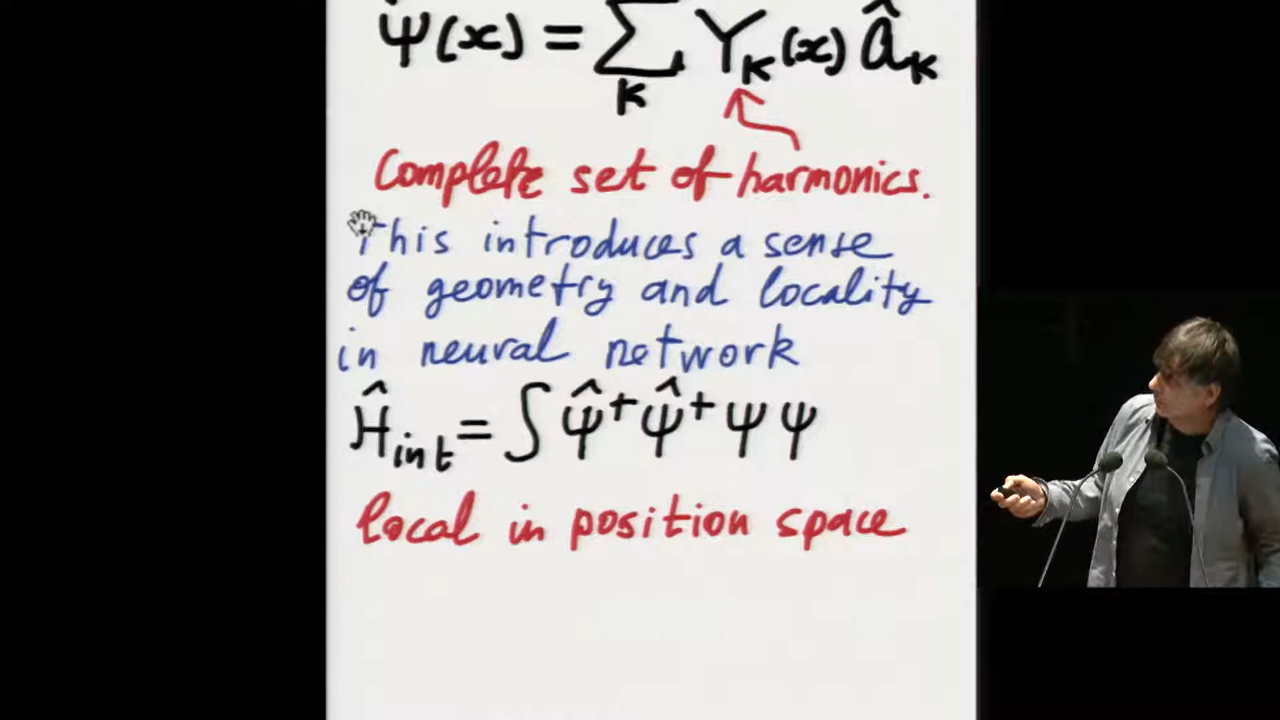 Ψ̂(x) = Σ_k Y_k(x) â_k
Complete set of harmonics.
This introduces a sense
of geometry and locality
in neural network
Ĥ_int = ∫ Ψ̂⁺ Ψ̂⁺ Ψ Ψ
local in position space